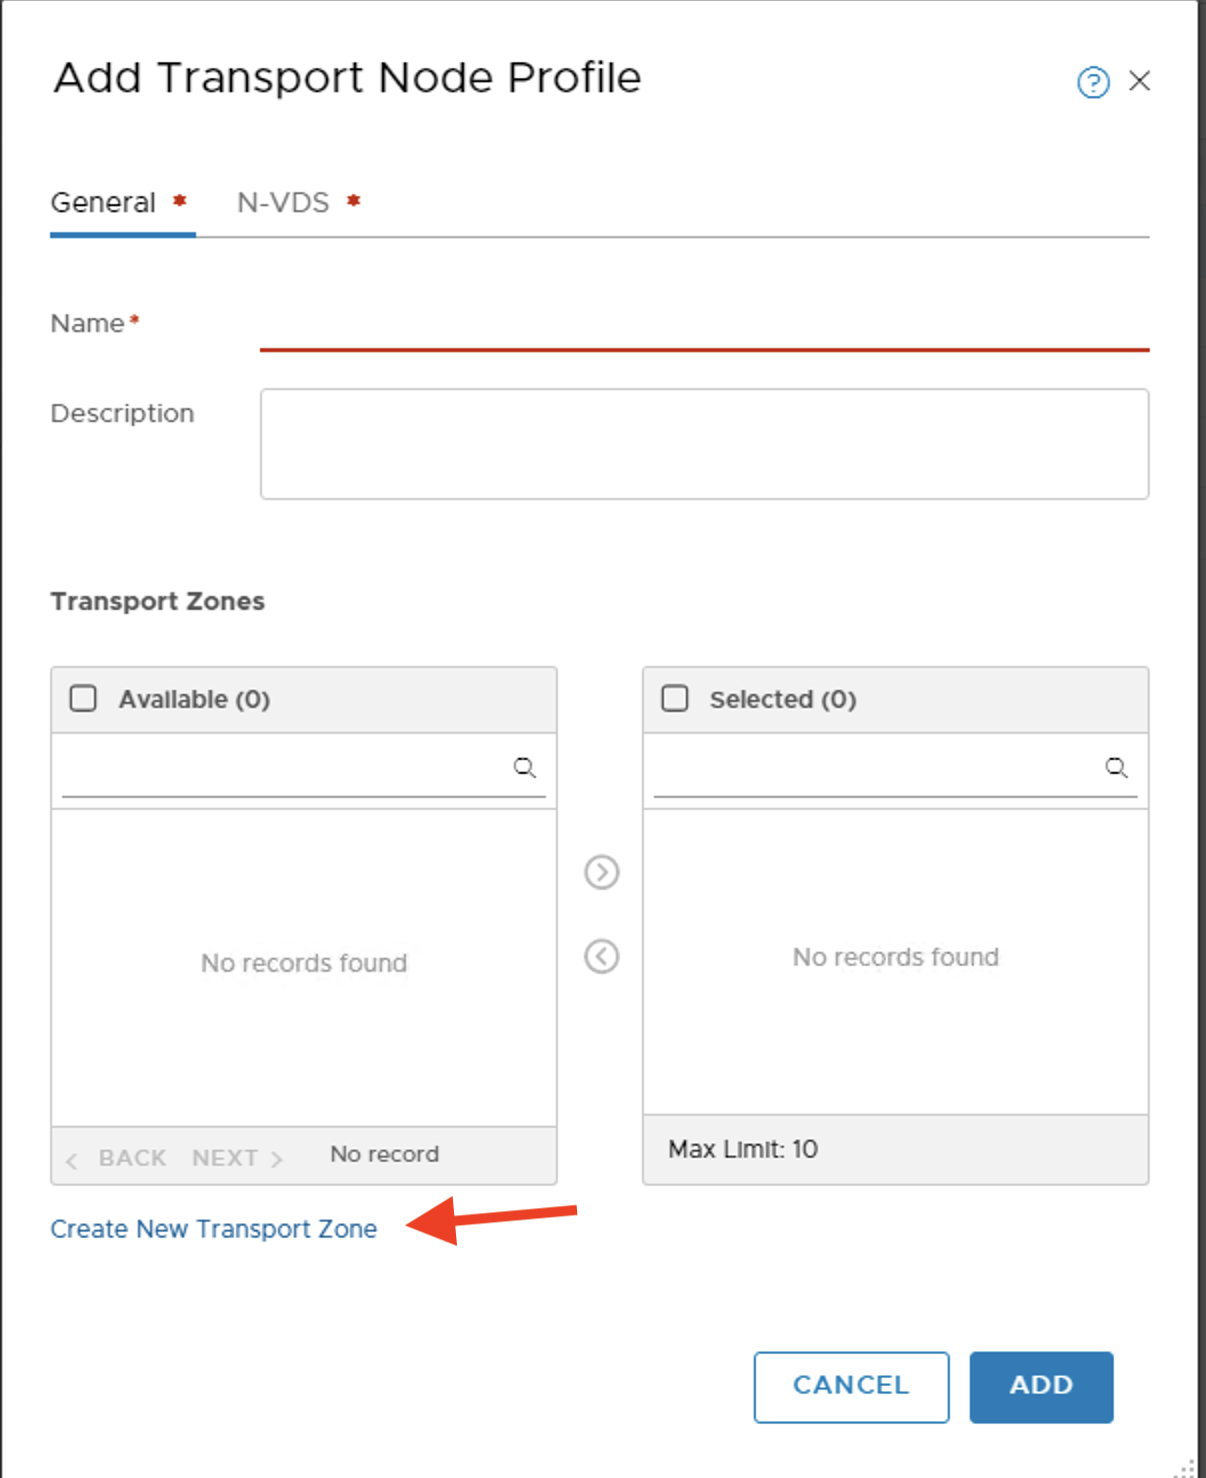 Add Transport Node Profile
?
General * N-VDS *
Name*
Description
Transport Zones
Available (0)
Selected (0)
No records found
No records found
BACK NEXT No record
Max Limit: 10
Create New Transport Zone
CANCEL ADD